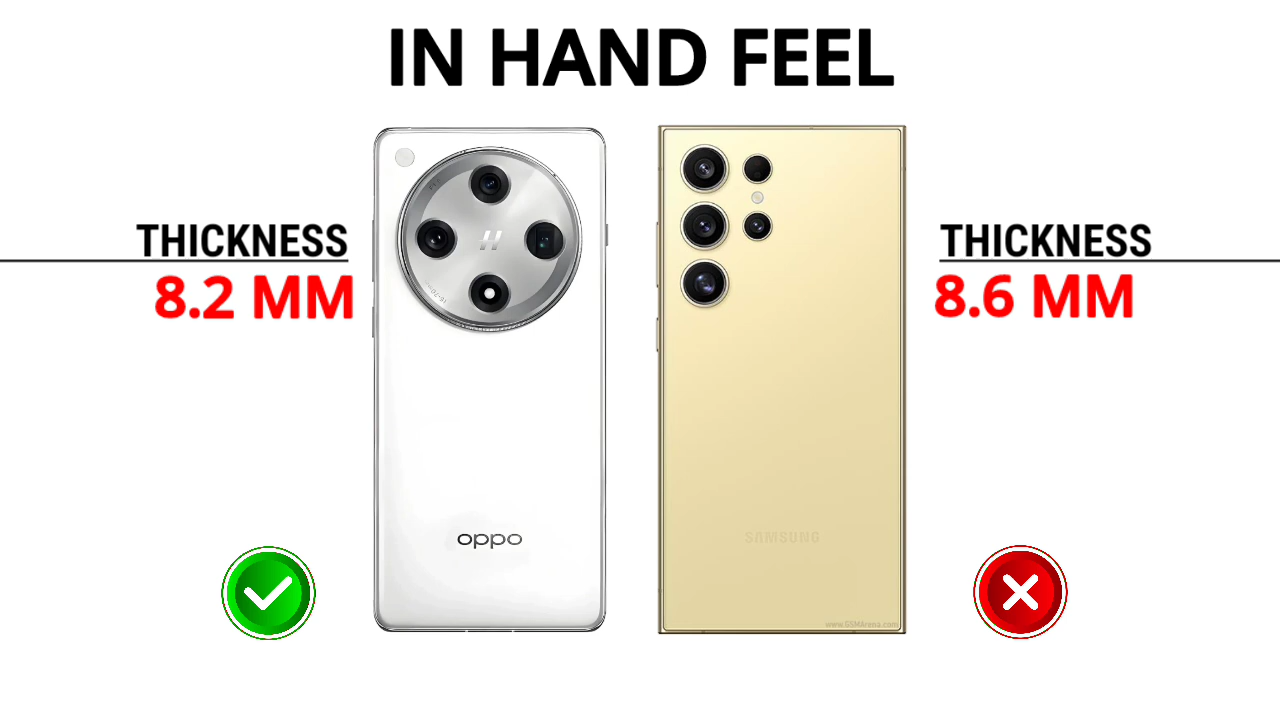 IN HAND FEEL
THICKNESS
8.2 MM
THICKNESS
8.6 MM
oppo
SAMSUNG
www.GSMArena.com